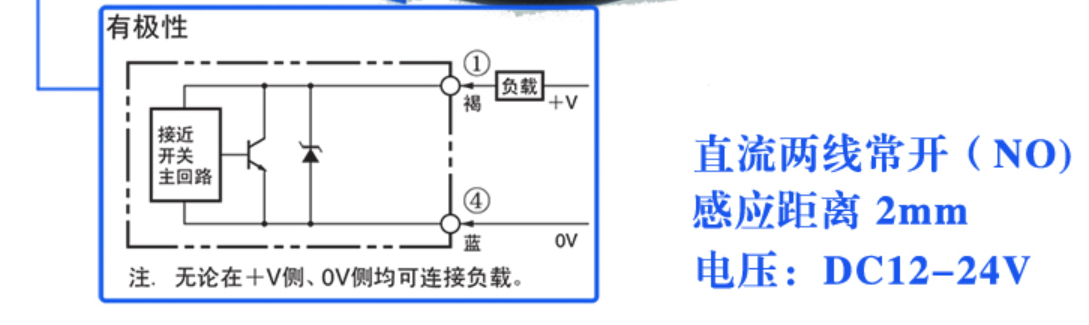 有极性
①
负载
褐
+V
接近
开关
主回路
④
蓝
0V
注. 无论在+V侧、0V侧均可连接负载。
直流两线常开(NO)
感应距离 2mm
电压: DC12-24V